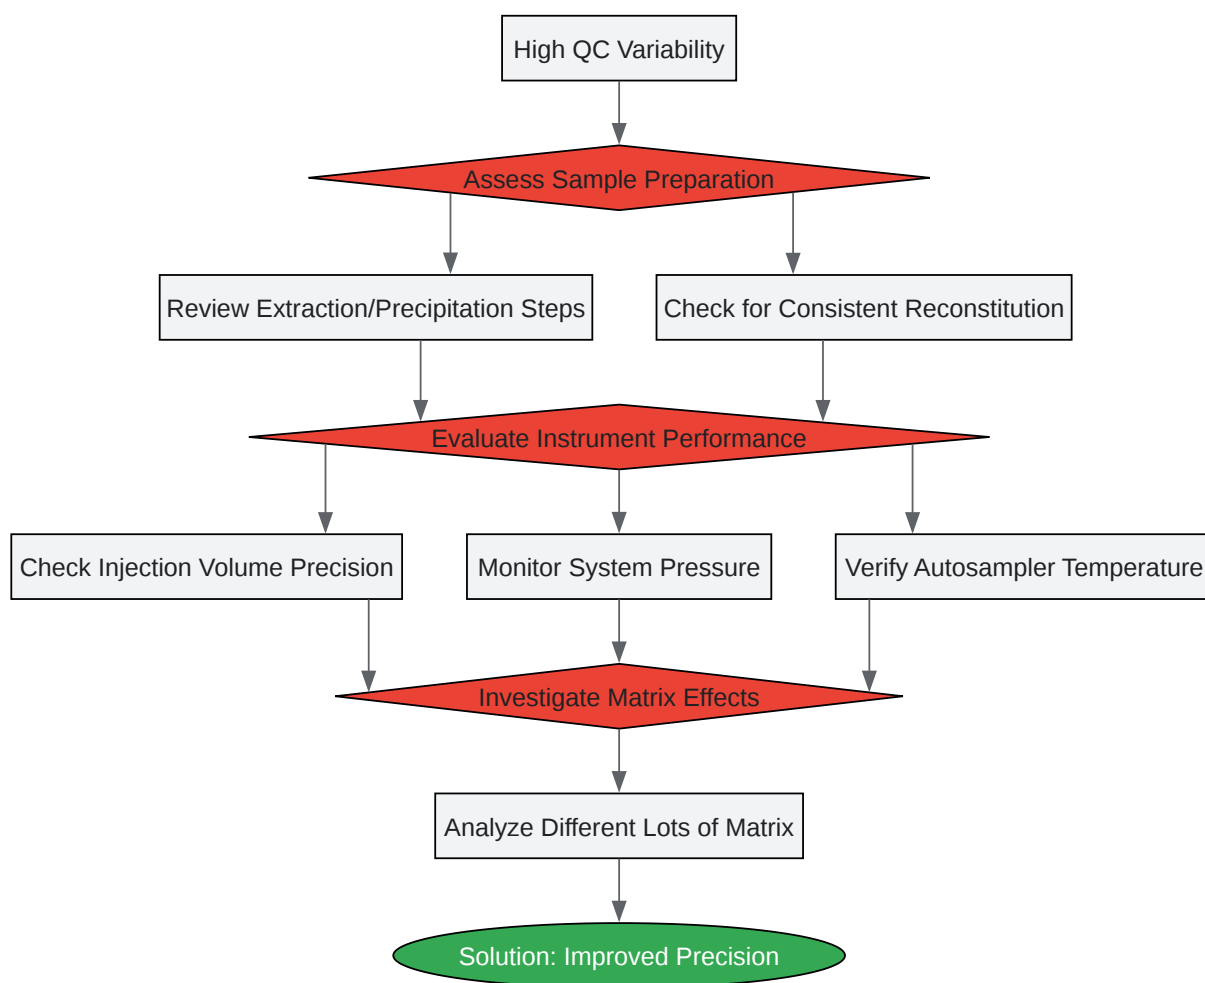 High QC Variability
Assess Sample Preparation
Review Extraction/Precipitation Steps
Check for Consistent Reconstitution
Evaluate Instrument Performance
Check Injection Volume Precision
Monitor System Pressure
Verify Autosampler Temperature
Investigate Matrix Effects
Analyze Different Lots of Matrix
Solution: Improved Precision